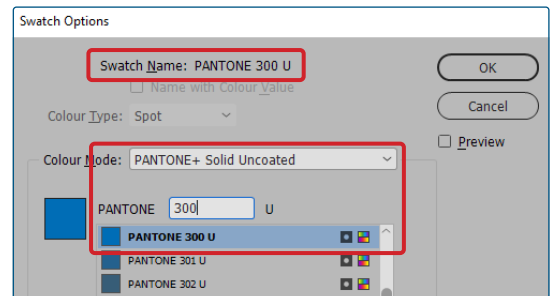 Swatch Options
Swatch Name: PANTONE 300 U
OK
Name with Colour Value
Cancel
Colour Type: Spot
Preview
Colour Mode: PANTONE+ Solid Uncoated
PANTONE 300 U
PANTONE 300 U
PANTONE 301 U
PANTONE 302 U